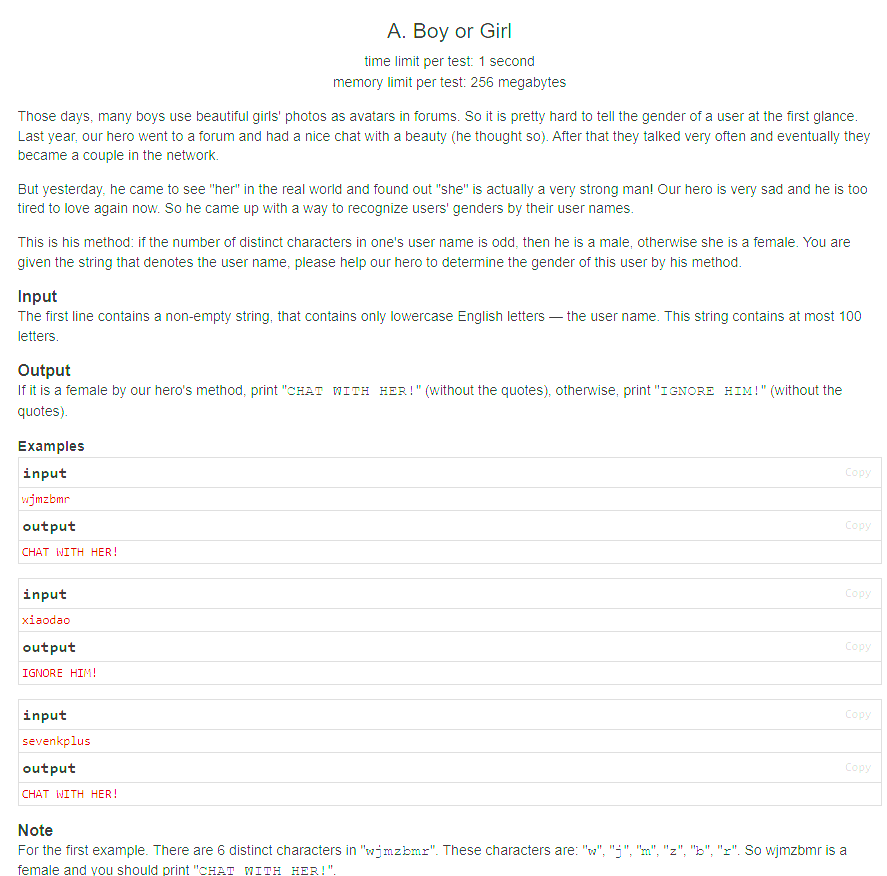 A. Boy or Girl
time limit per test: 1 second
memory limit per test: 256 megabytes
Those days, many boys use beautiful girls' photos as avatars in forums. So it is pretty hard to tell the gender of a user at the first glance.
Last year, our hero went to a forum and had a nice chat with a beauty (he thought so). After that they talked very often and eventually they
became a couple in the network.
But yesterday, he came to see "her" in the real world and found out "she" is actually a very strong man! Our hero is very sad and he is too
tired to love again now. So he came up with a way to recognize users' genders by their user names.
This is his method: if the number of distinct characters in one's user name is odd, then he is a male, otherwise she is a female. You are
given the string that denotes the user name, please help our hero to determine the gender of this user by his method.
Input
The first line contains a non-empty string, that contains only lowercase English letters — the user name. This string contains at most 100
letters.
Output
If it is a female by our hero's method, print "CHAT WITH HER!" (without the quotes), otherwise, print "IGNORE HIM!" (without the
quotes).
Examples
input Copy
wjmzbmr
output Copy
CHAT WITH HER!
input Copy
xiaodao
output Copy
IGNORE HIM!
input Copy
sevenkplus
output Copy
CHAT WITH HER!
Note
For the first example. There are 6 distinct characters in "wjmzbmr". These characters are: "w", "j", "m", "z", "b", "r". So wjmzbmr is a
female and you should print "CHAT WITH HER!".